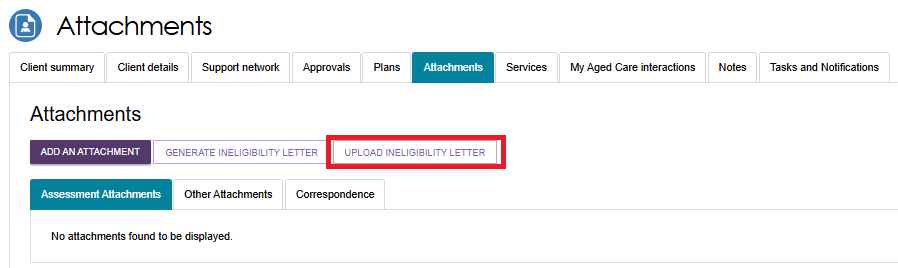 Attachments
Client summary Client details Support network Approvals Plans Attachments Services My Aged Care interactions Notes Tasks and Notifications
Attachments
ADD AN ATTACHMENT GENERATE INELIGIBILITY LETTER UPLOAD INELIGIBILITY LETTER
Assessment Attachments Other Attachments Correspondence
No attachments found to be displayed.